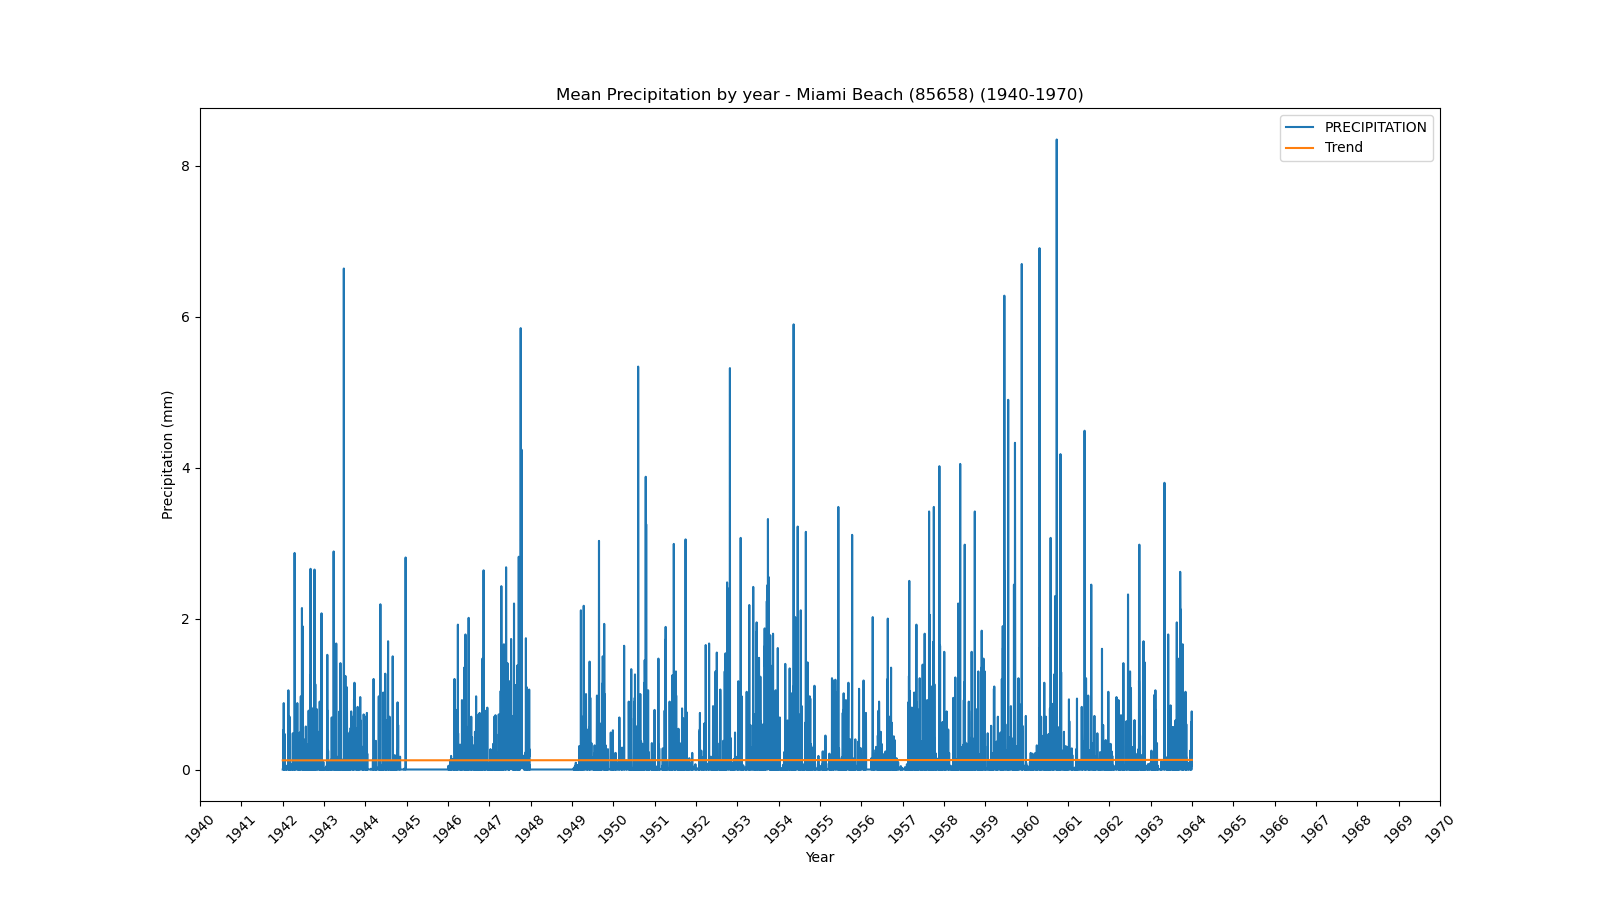 Mean Precipitation by year - Miami Beach (85658) (1940-1970)
PRECIPITATION
Trend
8
6
4
2
0
Precipitation (mm)
1940 1941 1942 1943 1944 1945 1946 1947 1948 1949 1950 1951 1952 1953 1954 1955 1956 1957 1958 1959 1960 1961 1962 1963 1964 1965 1966 1967 1968 1969 1970
Year